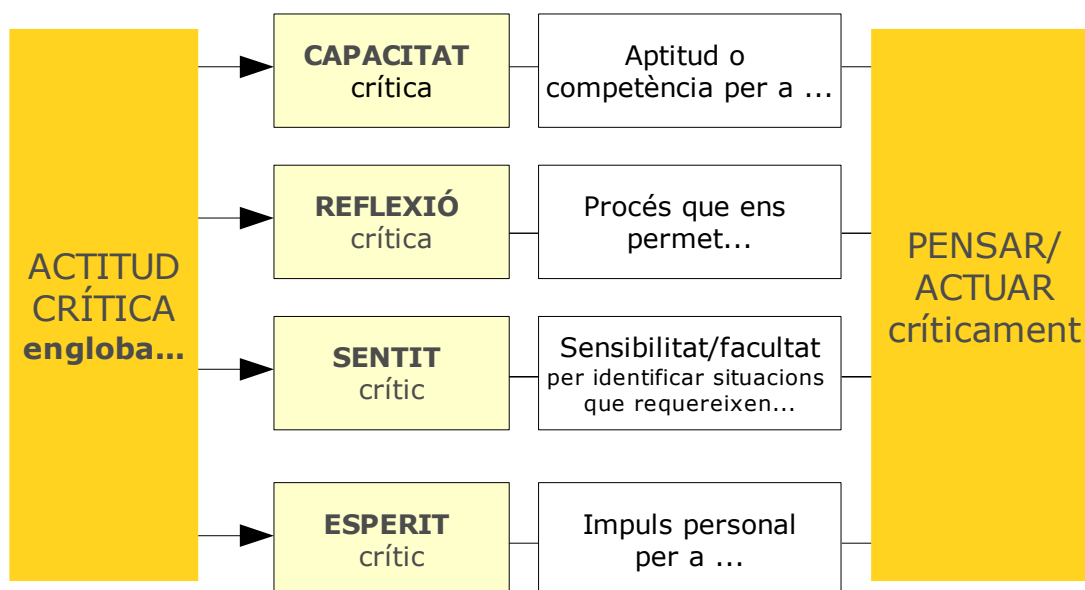 ACTITUD
CRÍTICA
engloba...
CAPACITAT
crítica
Aptitud o
competència per a ...
REFLEXIÓ
crítica
Procés que ens
permet...
SENTIT
crític
Sensibilitat/facultat
per identificar situacions
que requereixen...
ESPERIT
crític
Impuls personal
per a ...
PENSAR/
ACTUAR
críticament